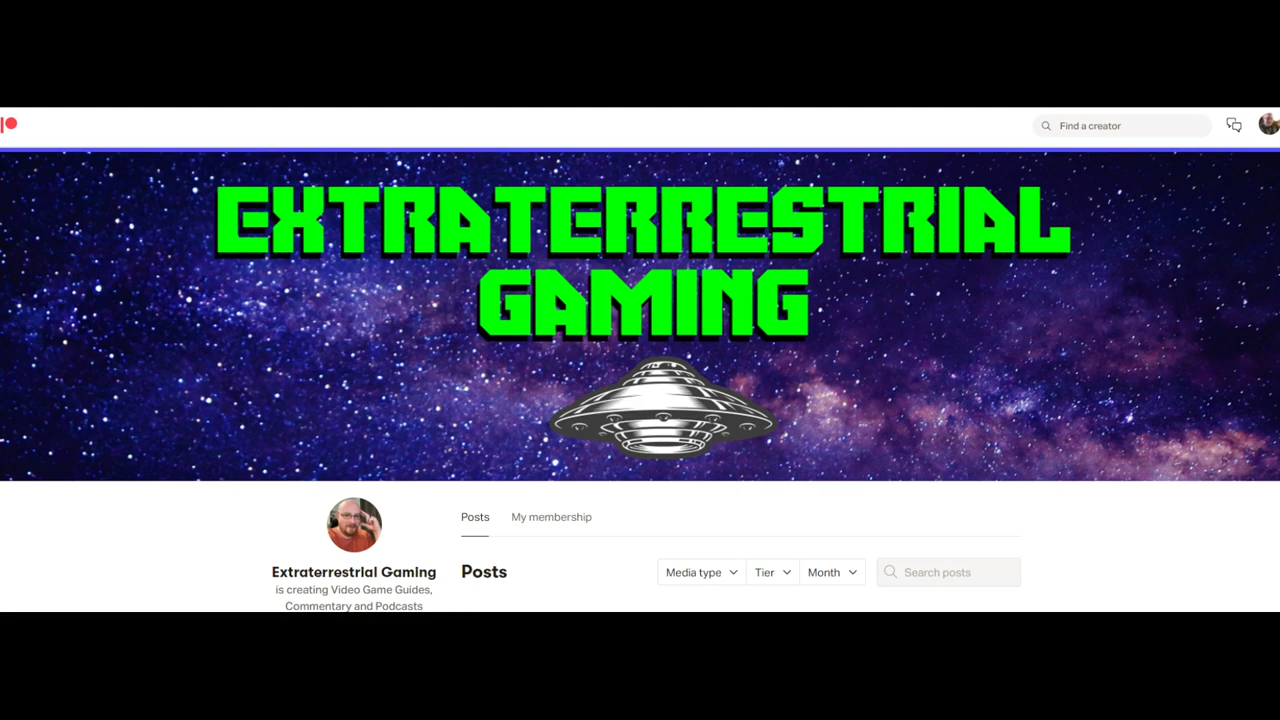 Find a creator
EXTRATERRESTRIAL
GAMING
Posts
My membership
Extraterrestrial Gaming
is creating Video Game Guides,
Commentary and Podcasts
Posts
Media type
Tier
Month
Search posts